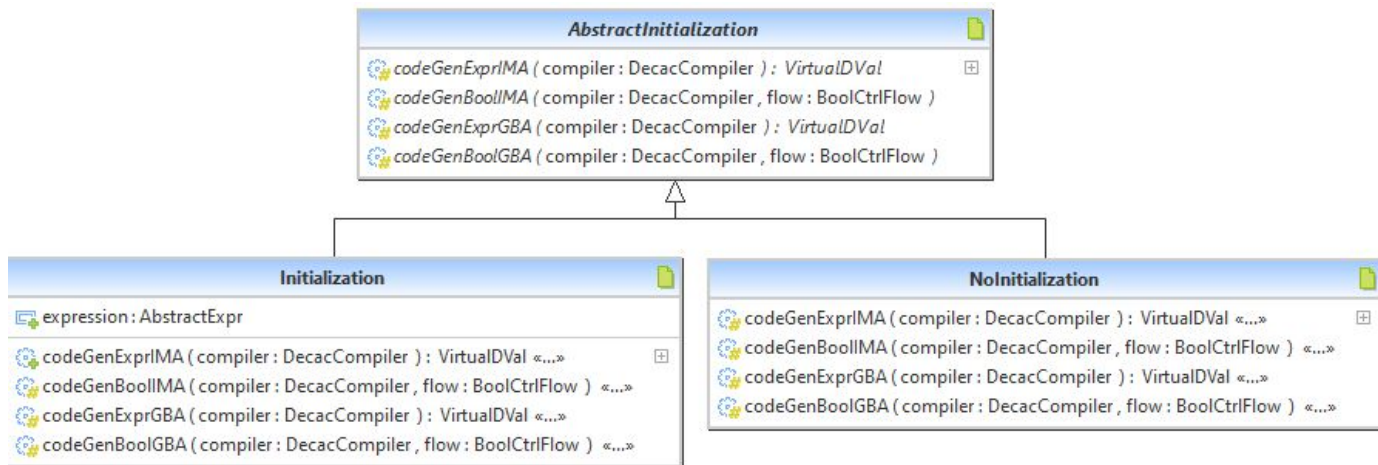 AbstractInitialization
codeGenExprIMA ( compiler : DecacCompiler ) : VirtualDVal
codeGenBoolIMA ( compiler : DecacCompiler , flow : BoolCtrlFlow )
codeGenExprGBA ( compiler : DecacCompiler ) : VirtualDVal
codeGenBoolGBA ( compiler : DecacCompiler , flow : BoolCtrlFlow )
Initialization
expression : AbstractExpr
codeGenExprIMA ( compiler : DecacCompiler ) : VirtualDVal «...»
codeGenBoolIMA ( compiler : DecacCompiler , flow : BoolCtrlFlow ) «...»
codeGenExprGBA ( compiler : DecacCompiler ) : VirtualDVal «...»
codeGenBoolGBA ( compiler : DecacCompiler , flow : BoolCtrlFlow ) «...»
NoInitialization
codeGenExprIMA ( compiler : DecacCompiler ) : VirtualDVal «...»
codeGenBoolIMA ( compiler : DecacCompiler , flow : BoolCtrlFlow ) «...»
codeGenExprGBA ( compiler : DecacCompiler ) : VirtualDVal «...»
codeGenBoolGBA ( compiler : DecacCompiler , flow : BoolCtrlFlow ) «...»